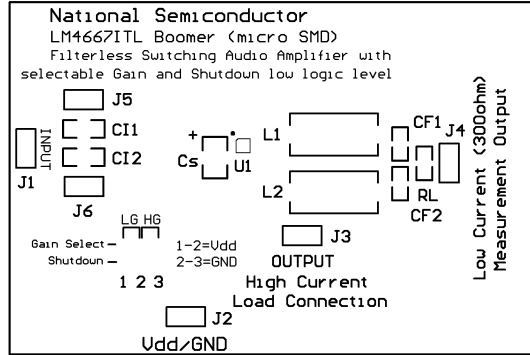 National Semiconductor
LM4667ITL Boomer (micro SMD)
Filterless Switching Audio Amplifier with
selectable Gain and Shutdown low logic level
J5
CI1
INPUT
CI2
J1
J6
+
Cs
U1
L1
L2
CF1
J4
RL
CF2
Low Current (300ohm)
Measurement Output
J3
OUTPUT
High Current
Load Connection
LG HG
Gain Select–
1-2=Vdd
Shutdown–
2-3=GND
1 2 3
J2
Vdd/GND